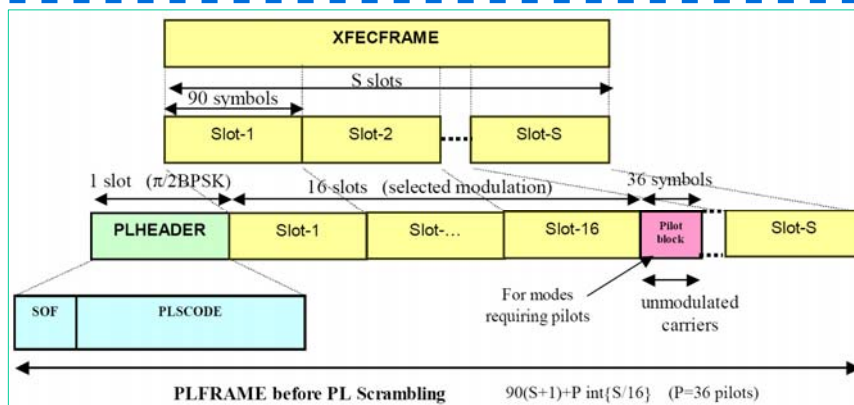 XFECFRAME
S slots
90 symbols
Slot-1
Slot-2
Slot-S
1 slot (π/2BPSK)
16 slots (selected modulation)
36 symbols
PLHEADER
Slot-1
Slot-...
Slot-16
Pilot
block
Slot-S
SOF
PLSCODE
For modes
requiring pilots
unmodulated
carriers
PLFRAME before PL Scrambling
90(S+1)+P int{S/16} (P=36 pilots)